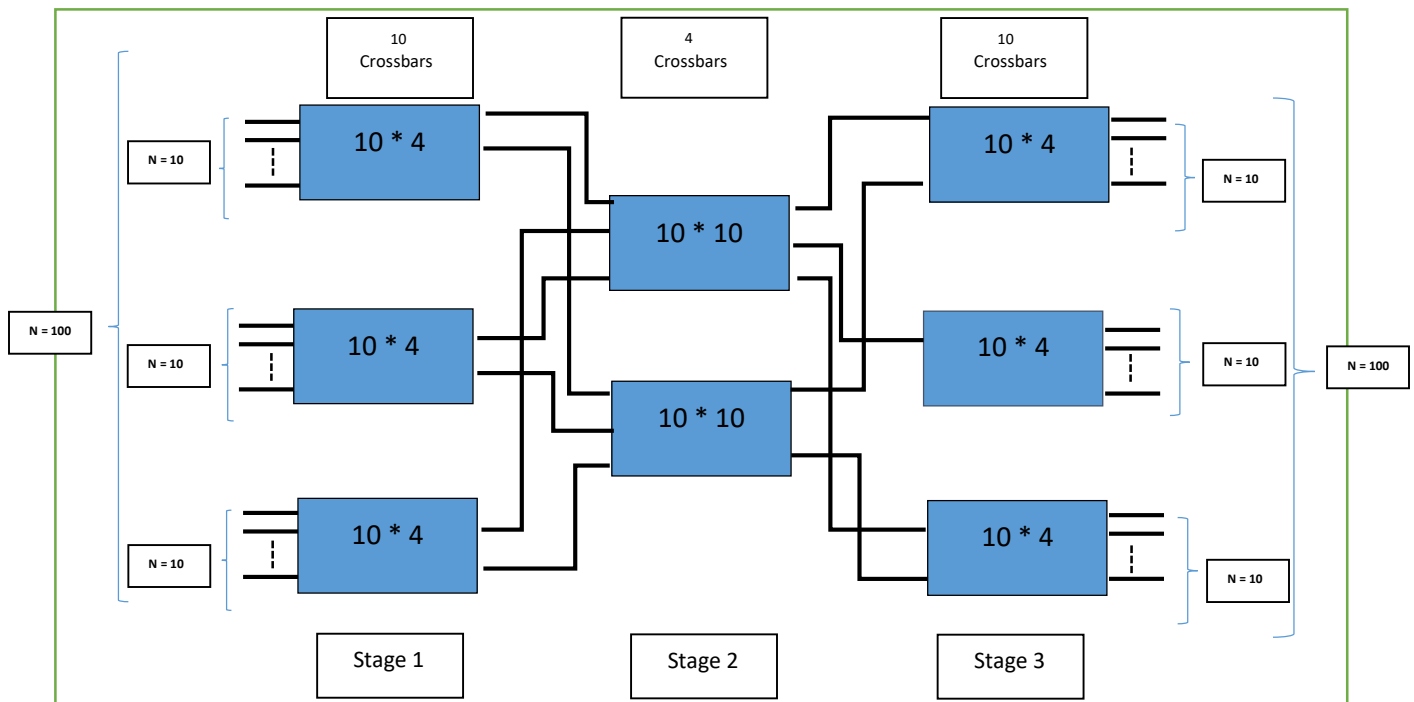 10
Crossbars
4
Crossbars
10
Crossbars
10 * 4
N = 10
10 * 4
N = 10
10 * 10
N = 100
N = 10
10 * 4
10 * 4
N = 10
N = 100
10 * 10
N = 10
10 * 4
10 * 4
N = 10
Stage 1
Stage 2
Stage 3